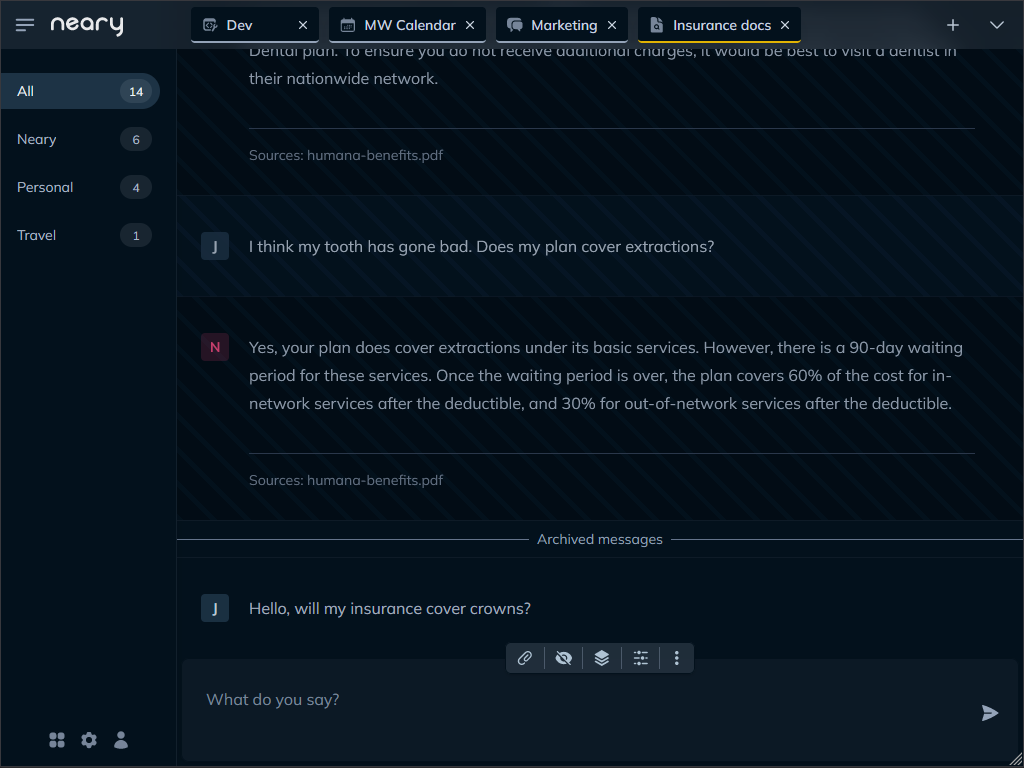 neary
Dev
MW Calendar
Marketing
Insurance docs
All
14
Neary
6
Personal
4
Travel
1
Dental plan. To ensure you do not receive additional charges, it would be best to visit a dentist in
their nationwide network.
Sources: humana-benefits.pdf
J
I think my tooth has gone bad. Does my plan cover extractions?
N
Yes, your plan does cover extractions under its basic services. However, there is a 90-day waiting
period for these services. Once the waiting period is over, the plan covers 60% of the cost for in-
network services after the deductible, and 30% for out-of-network services after the deductible.
Sources: humana-benefits.pdf
Archived messages
J
Hello, will my insurance cover crowns?
What do you say?